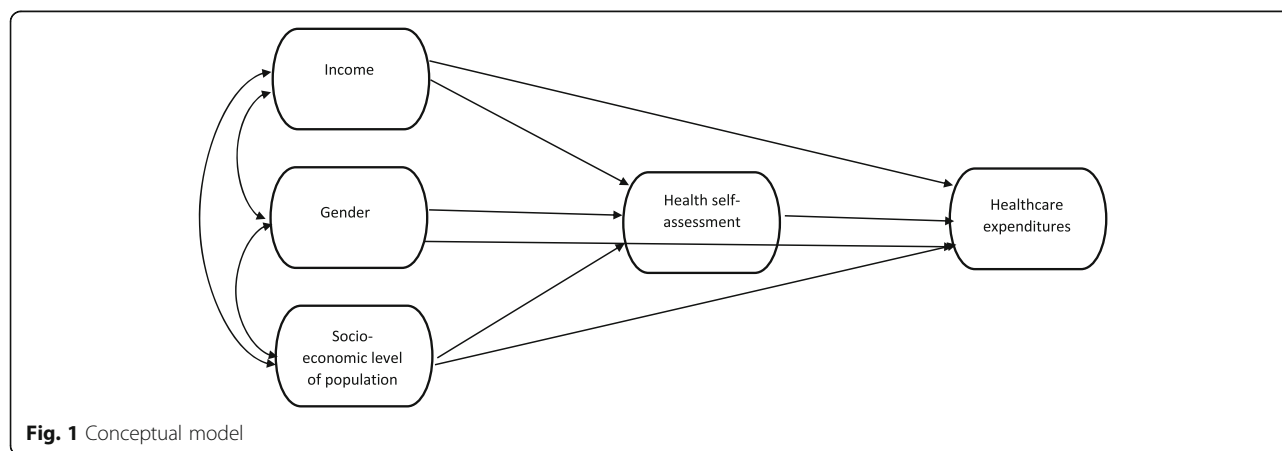 Income
Gender
Health self-
assessment
Healthcare
expenditures
Socio-
economic level
of population
Fig. 1 Conceptual model